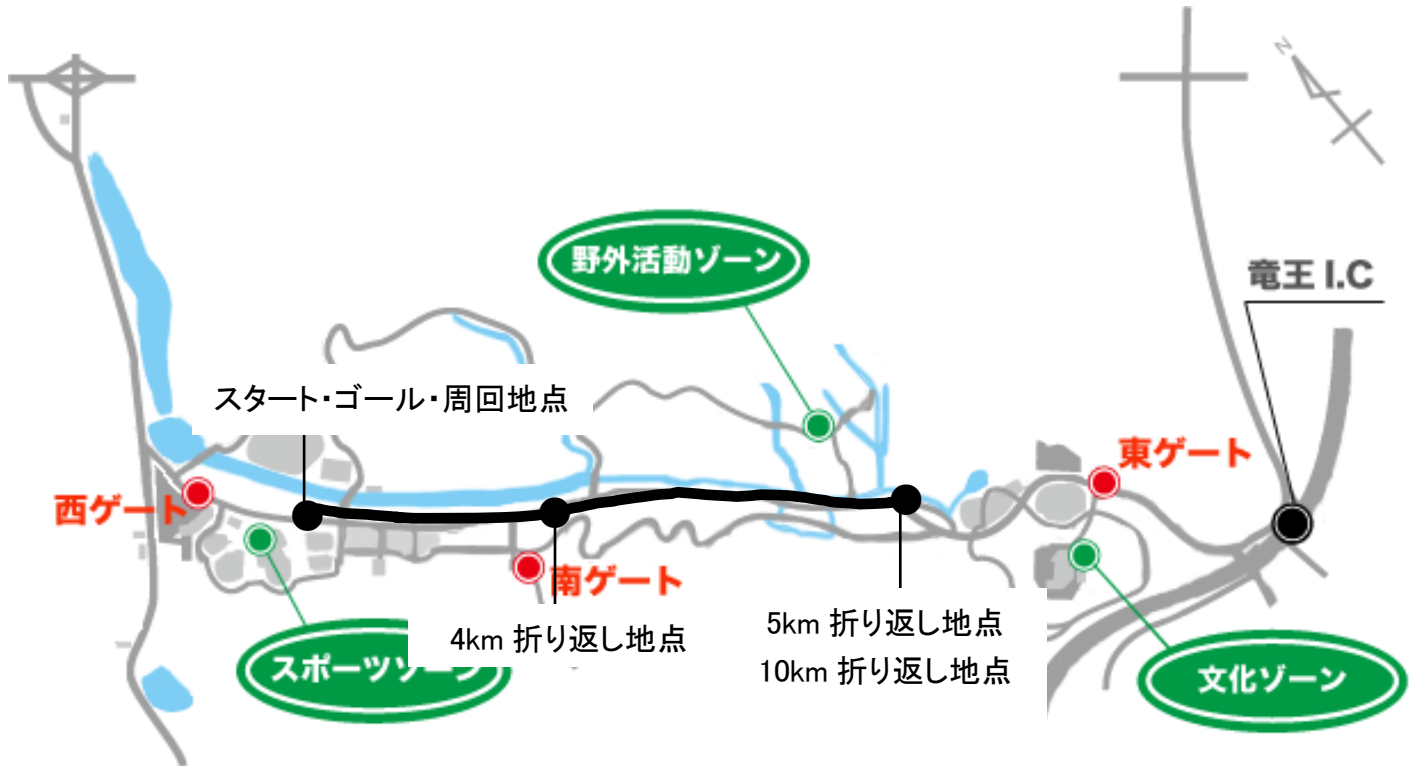 N
野外活動ゾーン
竜王 I.C
スタート・ゴール・周回地点
東ゲート
西ゲート
南ゲート
5km 折り返し地点
4km 折り返し地点
スポーツゾーン
10km 折り返し地点
文化ゾーン